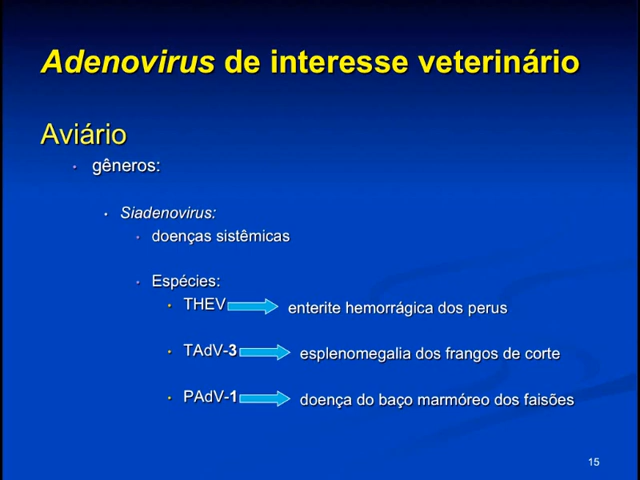 Adenovirus de interesse veterinário
Aviário
• gêneros:
• Siadenovirus:
• doenças sistêmicas
• Espécies:
• THEV enterite hemorrágica dos perus
• TAdV-3 esplenomegalia dos frangos de corte
• PAdV-1 doença do baço marmóreo dos faisões
15